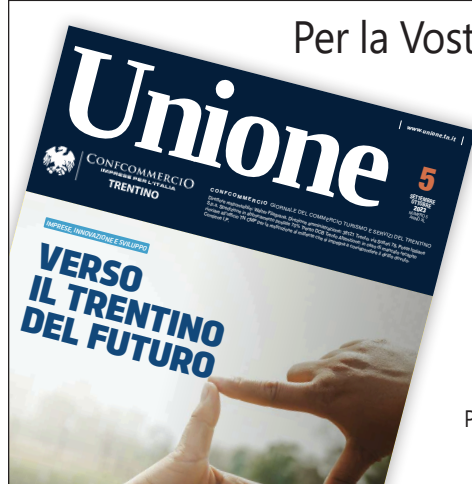 Per la Vost
Unione
www.unione.tn.it
5
SETTEMBRE
OTTOBRE
2023
CONFCOMMERCIO
IMPRESE PER L'ITALIA
TRENTINO
CONFCOMMERCIO GIORNALE DEL COMMERCIO TURISMO E SERVIZI DEL TRENTINO
IMPRESE, INNOVAZIONE E SVILUPPO
VERSO
IL TRENTINO
DEL FUTURO
P